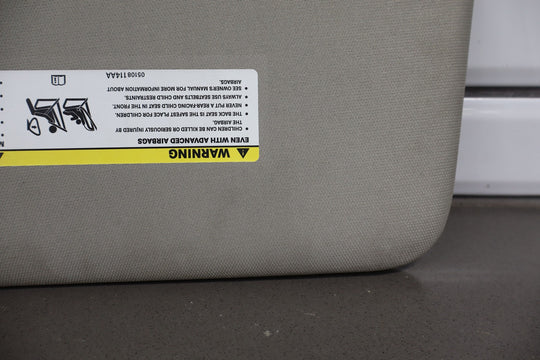 WARNING
EVEN WITH ADVANCED AIRBAGS
• CHILDREN CAN BE KILLED OR SERIOUSLY INJURED BY
THE AIRBAG.
• THE BACK SEAT IS THE SAFEST PLACE FOR CHILDREN.
• NEVER PUT REAR-FACING CHILD SEAT IN THE FRONT.
• ALWAYS USE SEATBELTS AND CHILD RESTRAINTS.
• SEE OWNER'S MANUAL FOR MORE INFORMATION ABOUT
AIRBAGS.
05108114AA